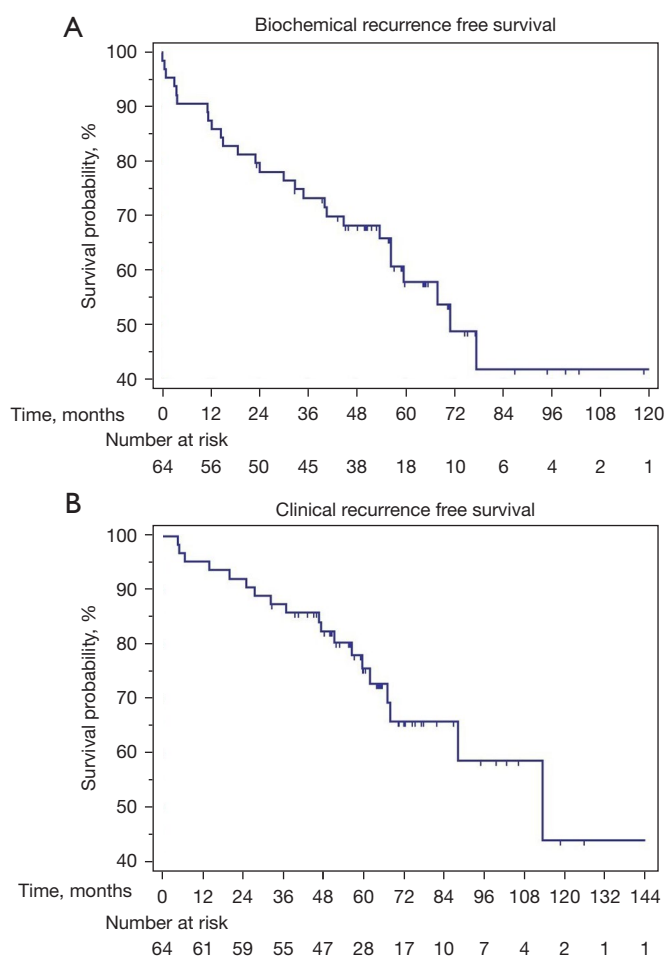 A
Biochemical recurrence free survival
100
90
80
70
60
50
40
Survival probability, %
Time, months 0 12 24 36 48 60 72 84 96 108 120
Number at risk
64 56 50 45 38 18 10 6 4 2 1
B
Clinical recurrence free survival
100
90
80
70
60
50
40
Survival probability, %
Time, months 0 12 24 36 48 60 72 84 96 108 120 132 144
Number at risk
64 61 59 55 47 28 17 10 7 4 2 1 1